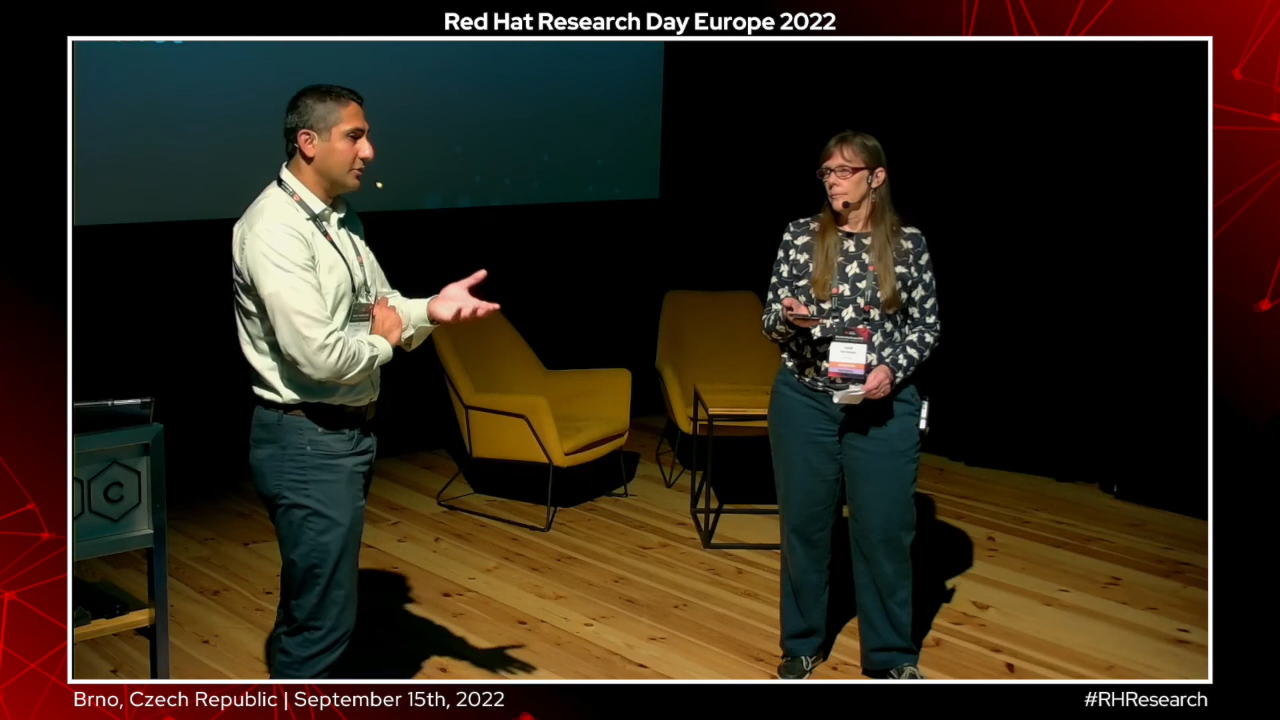 Red Hat Research Day Europe 2022
C
Brno, Czech Republic | September 15th, 2022
#RHResearch